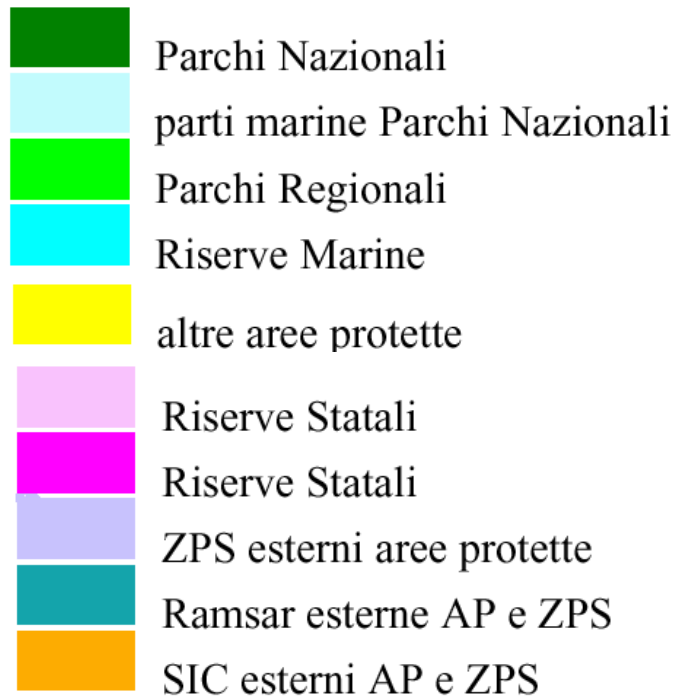 Parchi Nazionali
parti marine Parchi Nazionali
Parchi Regionali
Riserve Marine
altre aree protette
Riserve Statali
Riserve Statali
ZPS esterni aree protette
Ramsar esterne AP e ZPS
SIC esterni AP e ZPS